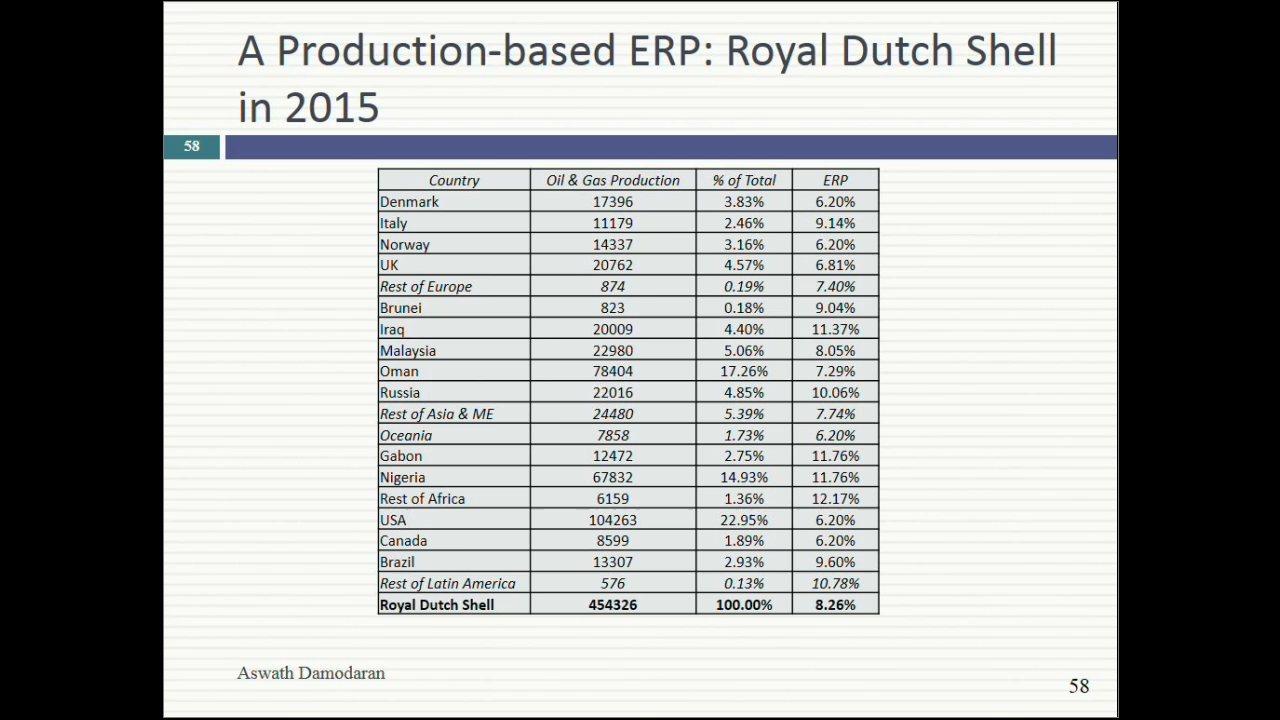 A Production-based ERP: Royal Dutch Shell
in 2015
58
Country Oil & Gas Production % of Total ERP
Denmark 17396 3.83% 6.20%
Italy 11179 2.46% 9.14%
Norway 14337 3.16% 6.20%
UK 20762 4.57% 6.81%
Rest of Europe 874 0.19% 7.40%
Brunei 823 0.18% 9.04%
Iraq 20009 4.40% 11.37%
Malaysia 22980 5.06% 8.05%
Oman 78404 17.26% 7.29%
Russia 22016 4.85% 10.06%
Rest of Asia & ME 24480 5.39% 7.74%
Oceania 7858 1.73% 6.20%
Gabon 12472 2.75% 11.76%
Nigeria 67832 14.93% 11.76%
Rest of Africa 6159 1.36% 12.17%
USA 104263 22.95% 6.20%
Canada 8599 1.89% 6.20%
Brazil 13307 2.93% 9.60%
Rest of Latin America 576 0.13% 10.78%
Royal Dutch Shell 454326 100.00% 8.26%
Aswath Damodaran
58